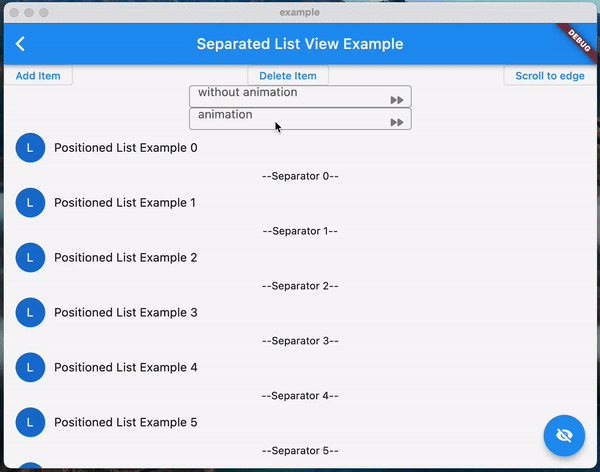 example
Separated List View Example
DEBUG
Add Item Delete Item Scroll to edge
without animation
animation
L Positioned List Example 0
--Separator 0--
L Positioned List Example 1
--Separator 1--
L Positioned List Example 2
--Separator 2--
L Positioned List Example 3
--Separator 3--
L Positioned List Example 4
--Separator 4--
L Positioned List Example 5
--Separator 5--